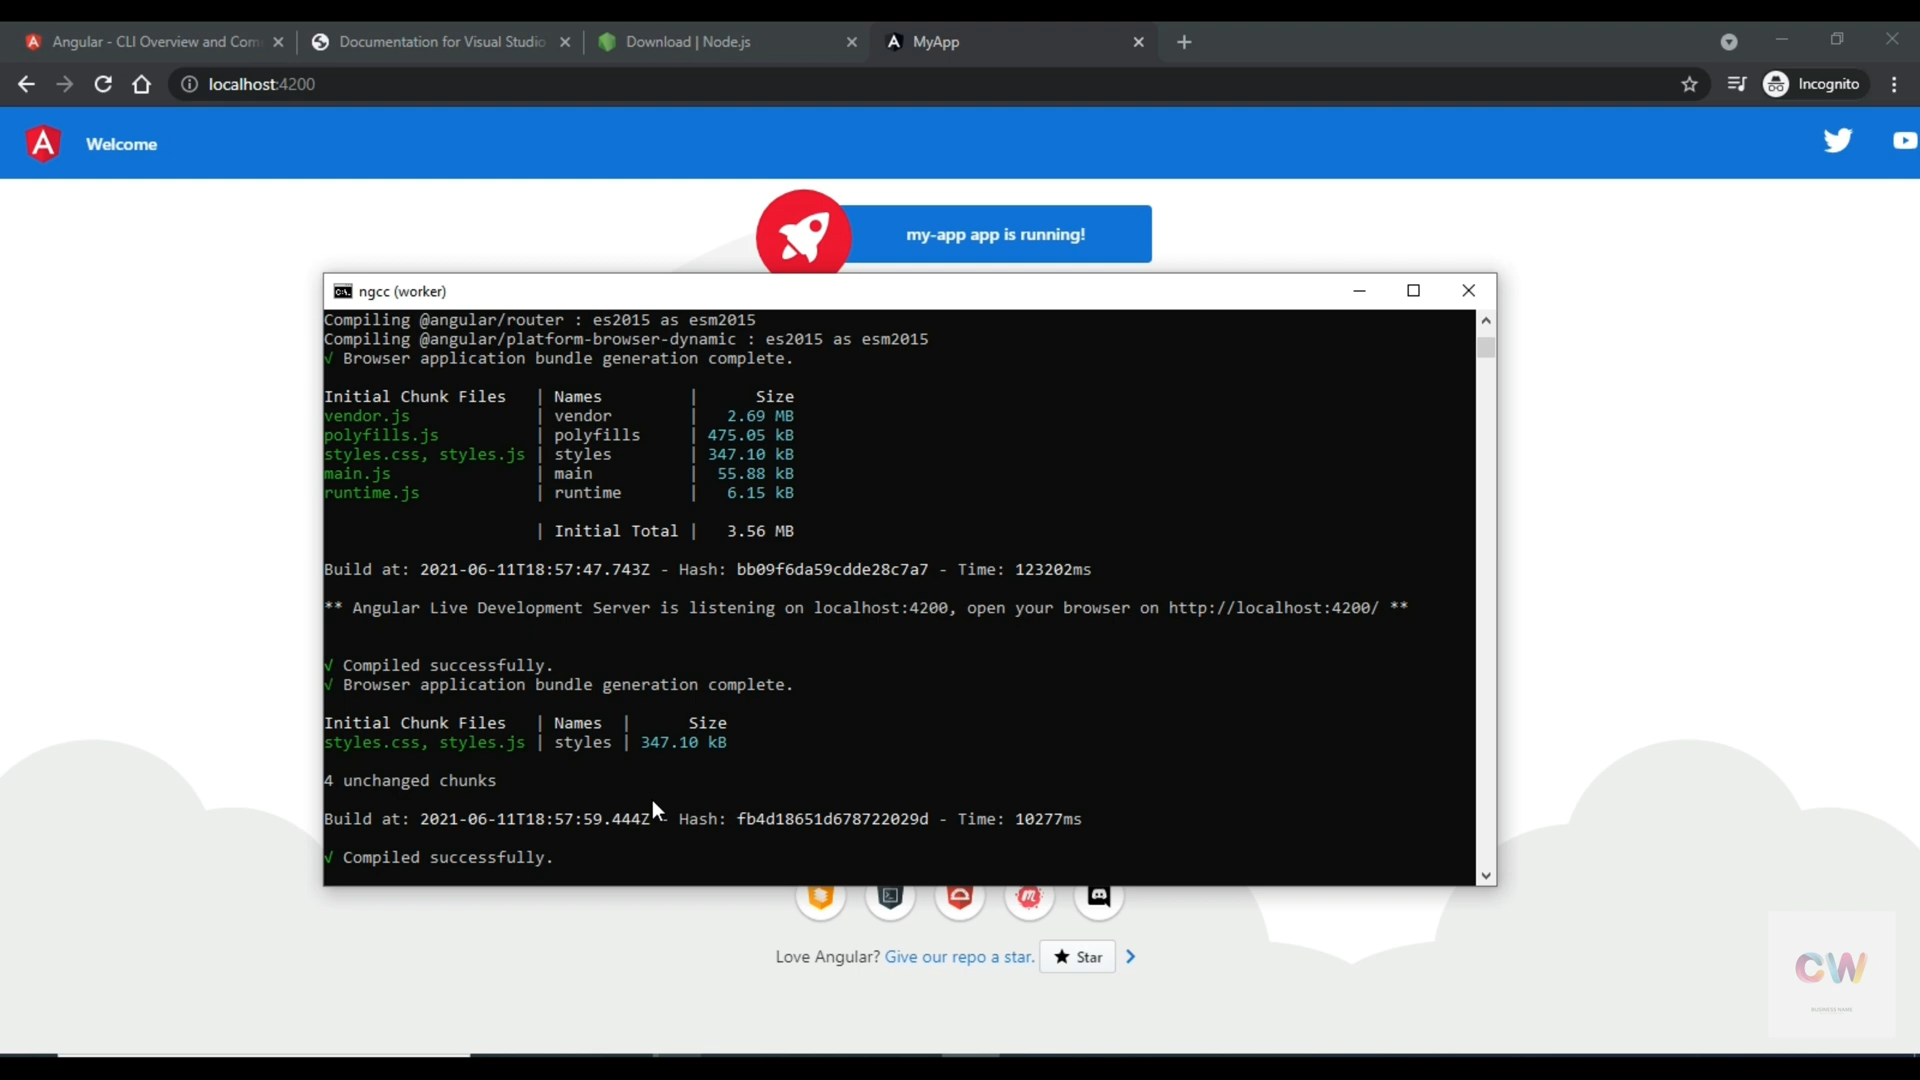 Angular - CLI Overview and Com
Documentation for Visual Studio
Download | Node.js
MyApp
localhost:4200
Incognito
Welcome
my-app app is running!
ngcc (worker)
Compiling @angular/router : es2015 as esm2015
Compiling @angular/platform-browser-dynamic : es2015 as esm2015
√ Browser application bundle generation complete.
Initial Chunk Files | Names | Size
vendor.js | vendor | 2.69 MB
polyfills.js | polyfills | 475.05 kB
styles.css, styles.js | styles | 347.10 kB
main.js | main | 55.88 kB
runtime.js | runtime | 6.15 kB
| Initial Total | 3.56 MB
Build at: 2021-06-11T18:57:47.743Z - Hash: bb09f6da59cdde28c7a7 - Time: 123202ms
** Angular Live Development Server is listening on localhost:4200, open your browser on http://localhost:4200/ **
√ Compiled successfully.
√ Browser application bundle generation complete.
Initial Chunk Files | Names | Size
styles.css, styles.js | styles | 347.10 kB
4 unchanged chunks
Build at: 2021-06-11T18:57:59.444Z - Hash: fb4d18651d678722029d - Time: 10277ms
√ Compiled successfully.
Love Angular? Give our repo a star. Star
CW
BUSINESS NAME